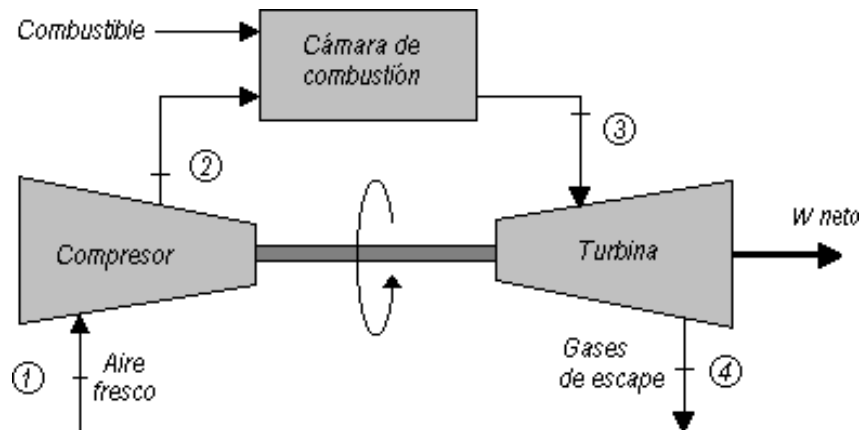 Combustible
Cámara de
combustión
2
3
Compresor
Turbina
W neto
1
Aire
fresco
Gases
de escape
4